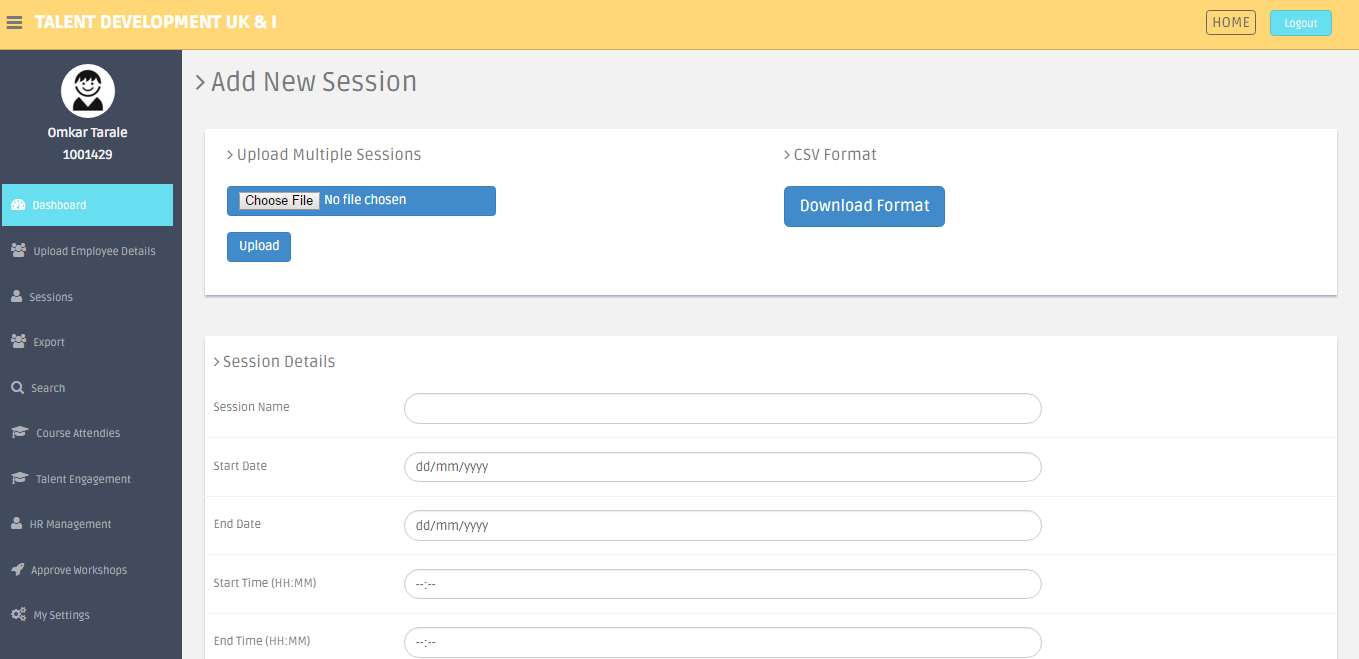 TALENT DEVELOPMENT UK & I
HOME
Logout
Omkar Tarale
1001429
Dashboard
Upload Employee Details
Sessions
Export
Search
Course Attendies
Talent Engagement
HR Management
Approve Workshops
My Settings
Add New Session
Upload Multiple Sessions
Choose File No file chosen
Upload
CSV Format
Download Format
Session Details
Session Name
Start Date
dd/mm/yyyy
End Date
dd/mm/yyyy
Start Time (HH:MM)
--:--
End Time (HH:MM)
--:--